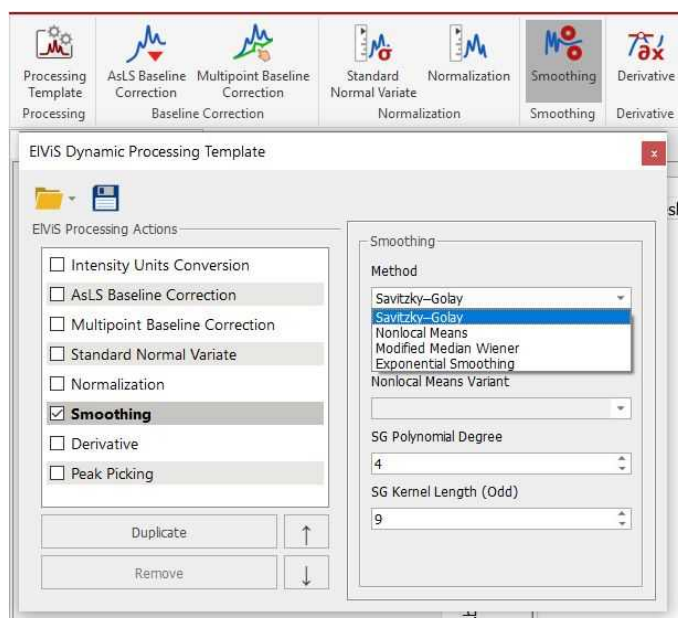 Processing
Template
AsLS Baseline
Correction
Multipoint Baseline
Correction
Standard
Normal Variate
Normalization
Smoothing
Derivative
Processing
Baseline Correction
Normalization
Smoothing
Derivative
ElViS Dynamic Processing Template
x
ElViS Processing Actions
Intensity Units Conversion
AsLS Baseline Correction
Multipoint Baseline Correction
Standard Normal Variate
Normalization
Smoothing
Derivative
Peak Picking
Duplicate
↑
Remove
↓
Smoothing
Method
Savitzky–Golay
Savitzky–Golay
Nonlocal Means
Modified Median Wiener
Exponential Smoothing
Nonlocal Means Variant
SG Polynomial Degree
4
SG Kernel Length (Odd)
9